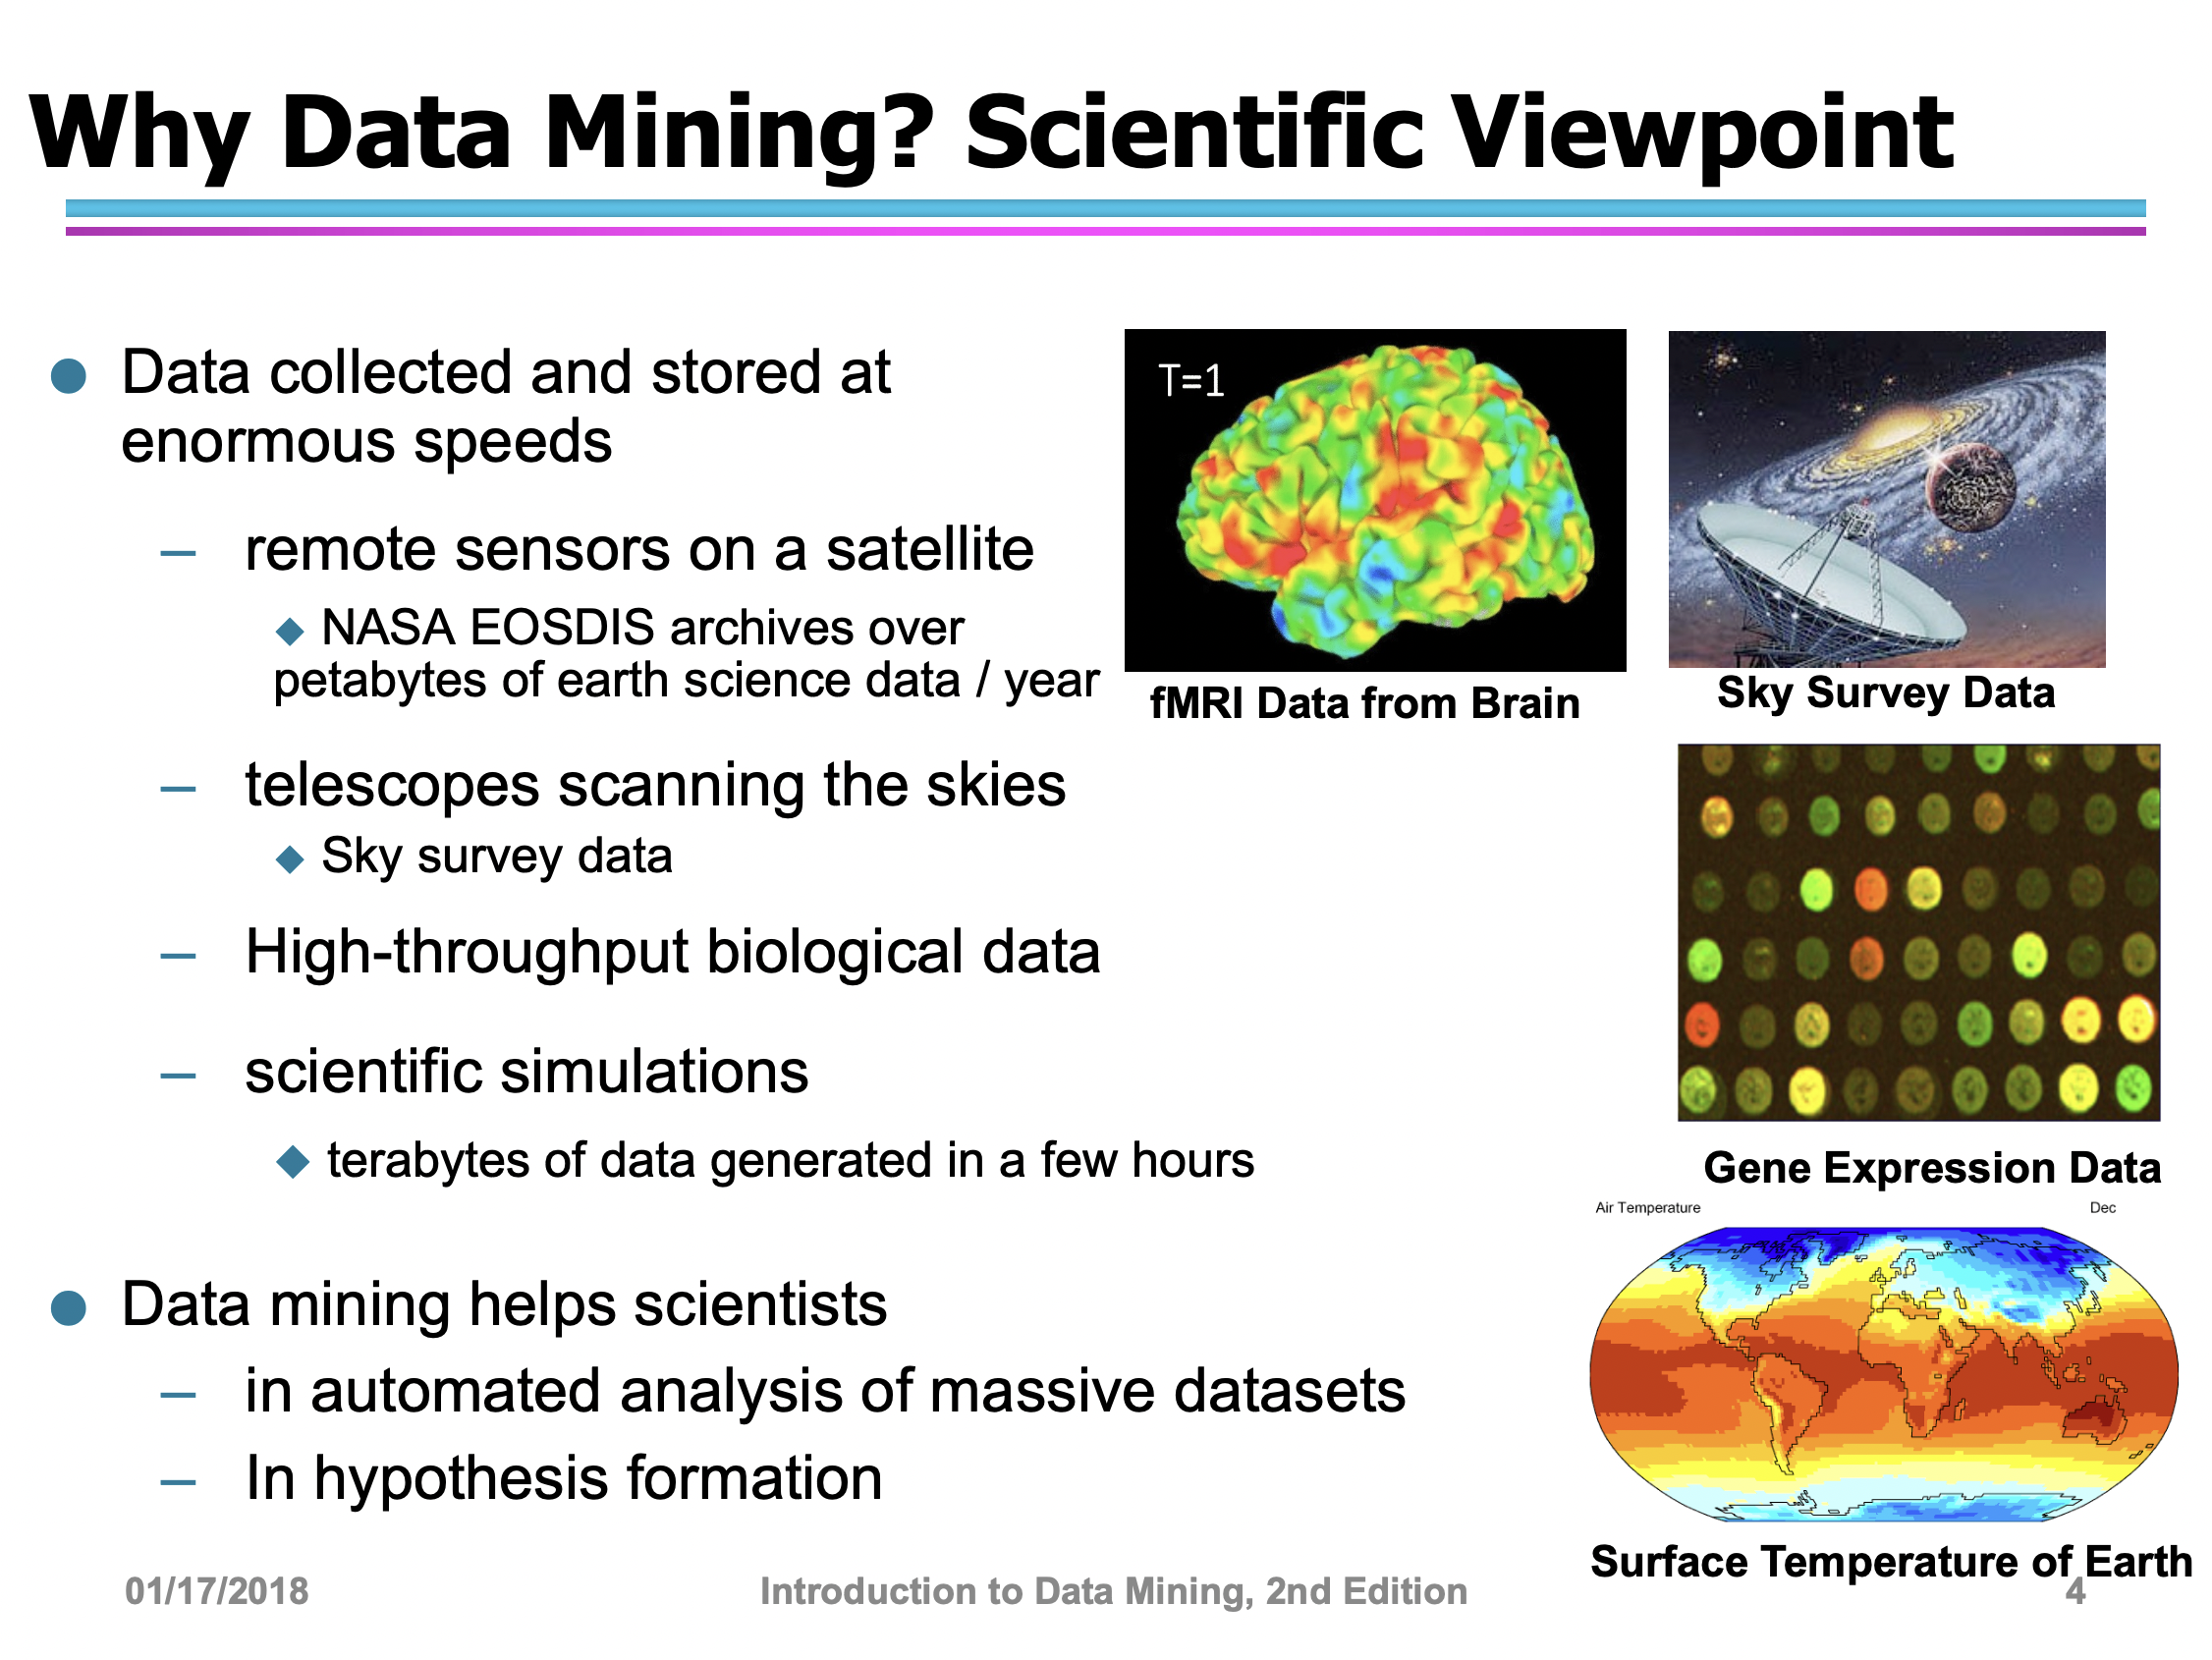 Why Data Mining? Scientific Viewpoint
● Data collected and stored at
enormous speeds
– remote sensors on a satellite
◆ NASA EOSDIS archives over
petabytes of earth science data / year
– telescopes scanning the skies
◆ Sky survey data
– High-throughput biological data
– scientific simulations
◆ terabytes of data generated in a few hours
● Data mining helps scientists
– in automated analysis of massive datasets
– In hypothesis formation
T=1
fMRI Data from Brain
Sky Survey Data
Gene Expression Data
Air Temperature Dec
Surface Temperature of Earth
01/17/2018 Introduction to Data Mining, 2nd Edition 4